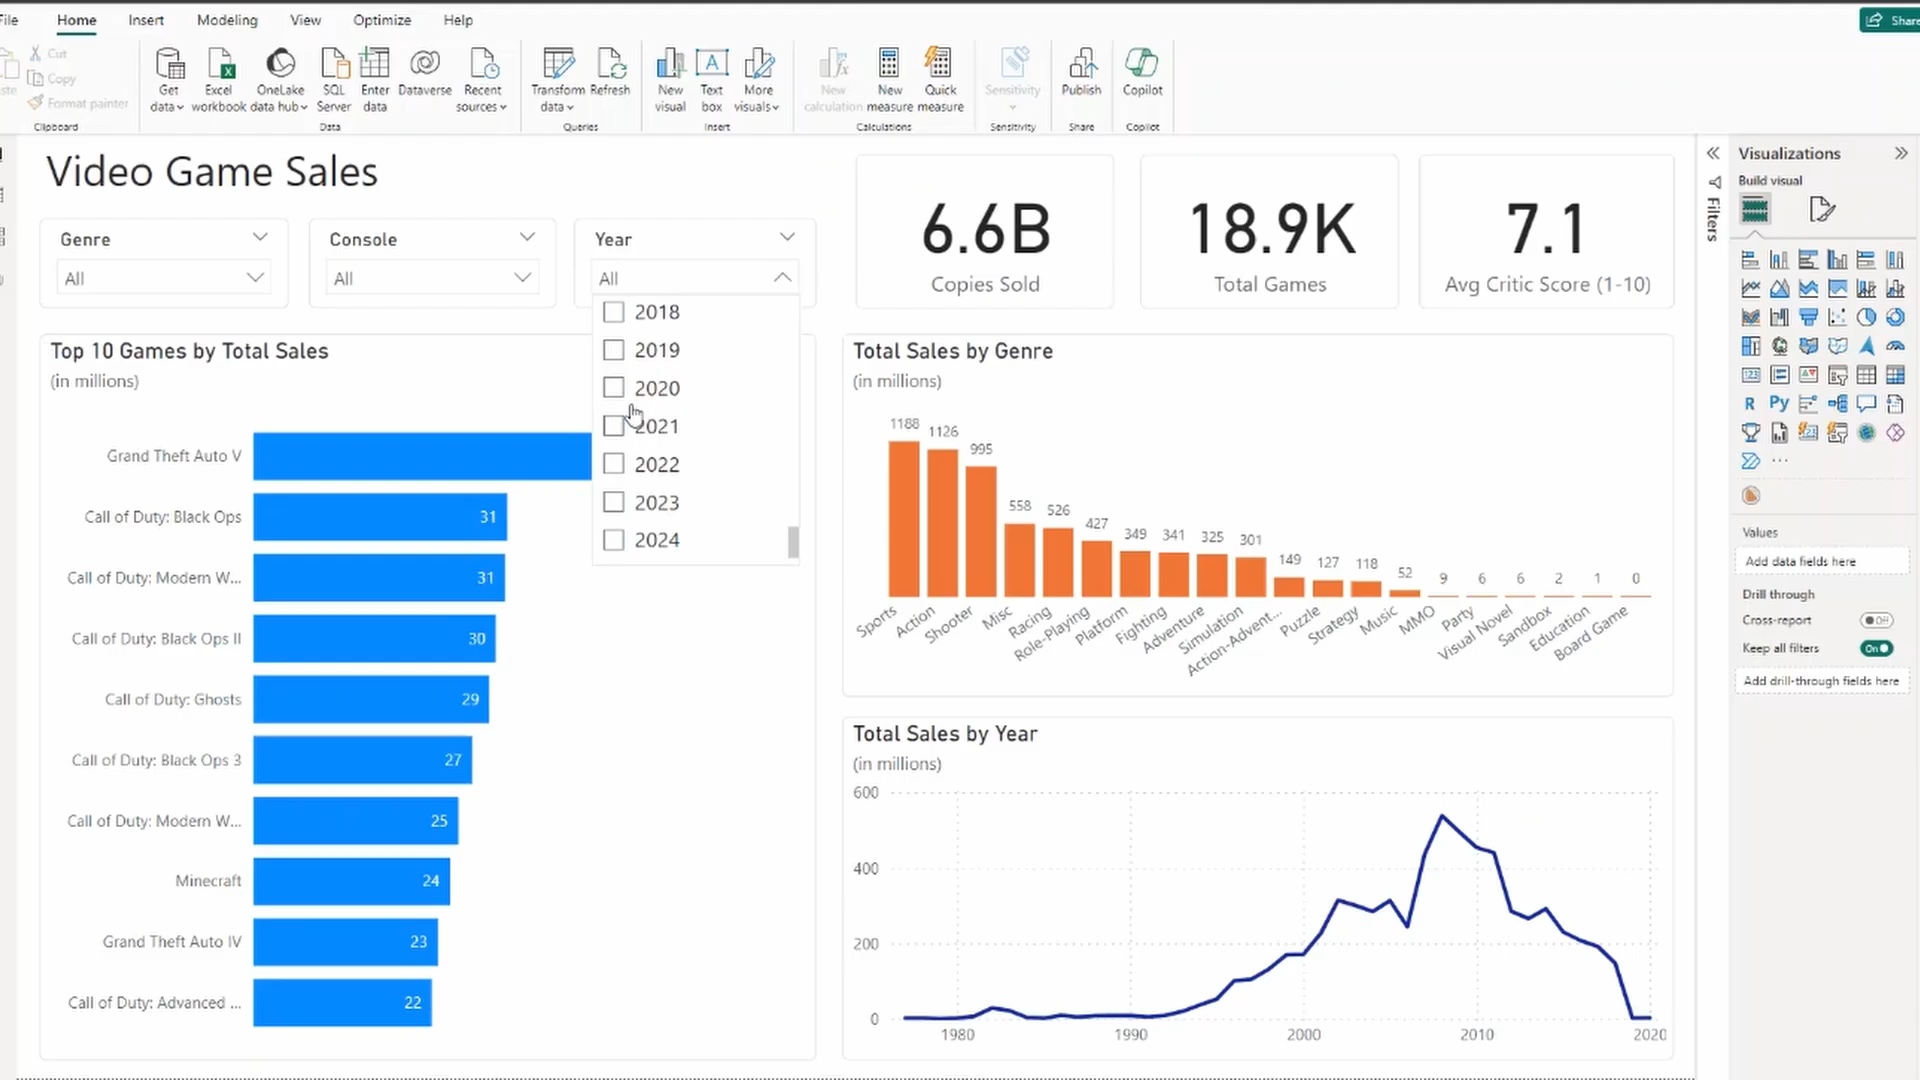 File Home Insert Modeling View Optimize Help
Share
Cut
Copy
Format painter
Clipboard
Get data
Excel workbook
OneLake data hub
SQL Server
Enter data
Dataverse
Recent sources
Data
Transform data
Refresh
Queries
New visual
Text box
More visuals
Insert
New calculation
New measure
Quick measure
Calculations
Sensitivity
Sensitivity
Publish
Share
Copilot
Copilot
Video Game Sales
Genre
All
Console
All
Year
All
2018
2019
2020
2021
2022
2023
2024
6.6B
Copies Sold
18.9K
Total Games
7.1
Avg Critic Score (1-10)
Top 10 Games by Total Sales
(in millions)
Grand Theft Auto V
Call of Duty: Black Ops 31
Call of Duty: Modern W... 31
Call of Duty: Black Ops II 30
Call of Duty: Ghosts 29
Call of Duty: Black Ops 3 27
Call of Duty: Modern W... 25
Minecraft 24
Grand Theft Auto IV 23
Call of Duty: Advanced ... 22
Total Sales by Genre
(in millions)
1188 1126 995 558 526 427 349 341 325 301 149 127 118 52 9 6 6 2 1 0
Sports Action Shooter Misc Racing Role-Playing Platform Fighting Adventure Simulation Action-Advent... Puzzle Strategy Music MMO Party Visual Novel Sandbox Education Board Game
Total Sales by Year
(in millions)
600
400
200
0
1980 1990 2000 2010 2020
Filters
Visualizations
Build visual
123
R Py
Values
Add data fields here
Drill through
Cross-report Off
Keep all filters On
Add drill-through fields here